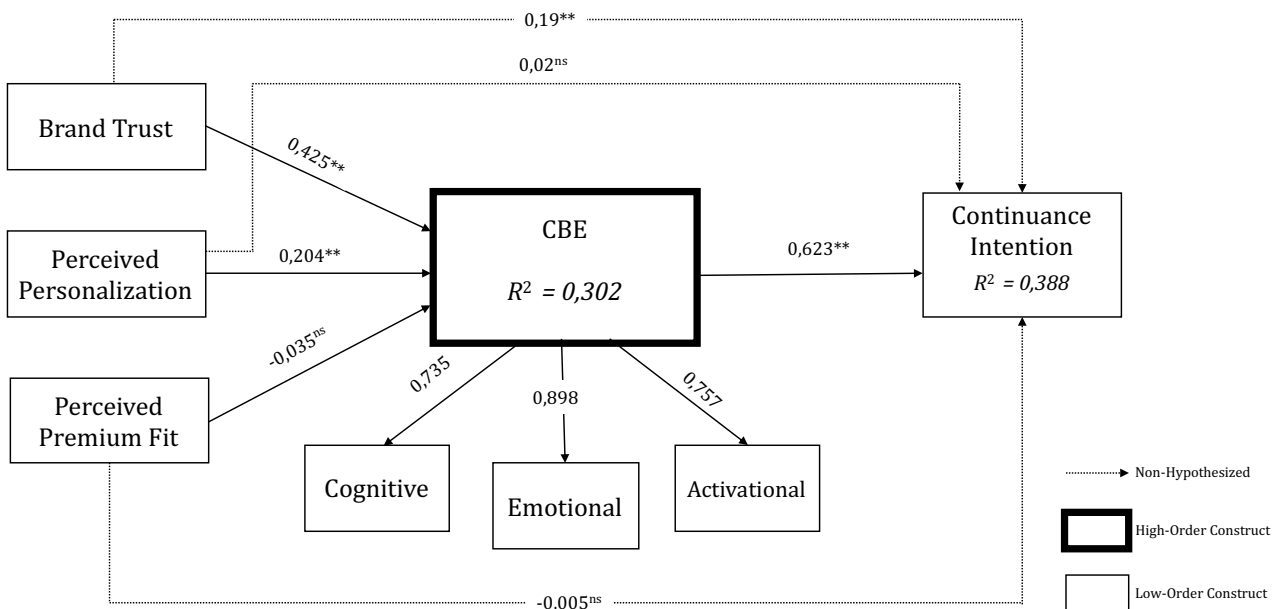 0,19**
0,02ns
Brand Trust
0,425**
Perceived
Personalization
0,204**
CBE
R² = 0,302
0,623**
Continuance
Intention
R² = 0,388
-0,035ns
Perceived
Premium Fit
0,735
0,898
0,757
Cognitive
Emotional
Activational
Non-Hypothesized
High-Order Construct
Low-Order Construct
-0,005ns